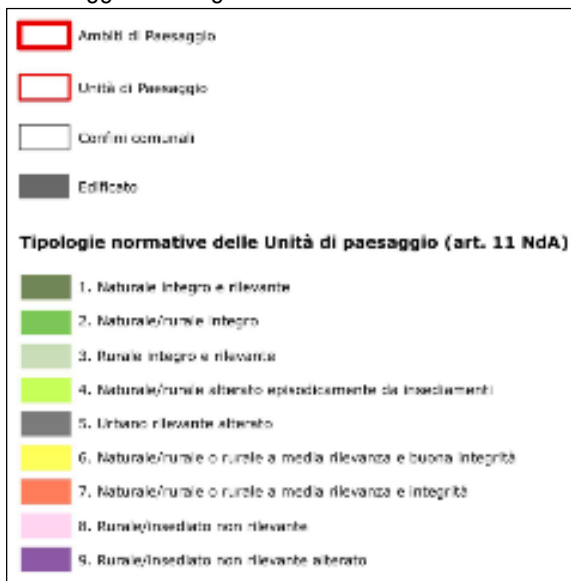 Ambiti di Paesaggio
Unità di Paesaggio
Confini comunali
Edificato
Tipologie normative delle Unità di paesaggio (art. 11 NdA)
1. Naturale integro e rilevante
2. Naturale/rurale integro
3. Rurale integro e rilevante
4. Naturale/rurale alterato episodicamente da insediamenti
5. Urbano rilevante alterato
6. Naturale/rurale o rurale a media rilevanza e buona integrità
7. Naturale/rurale o rurale a media rilevanza e integrità
8. Rurale/insediato non rilevante
9. Rurale/insediato non rilevante alterato